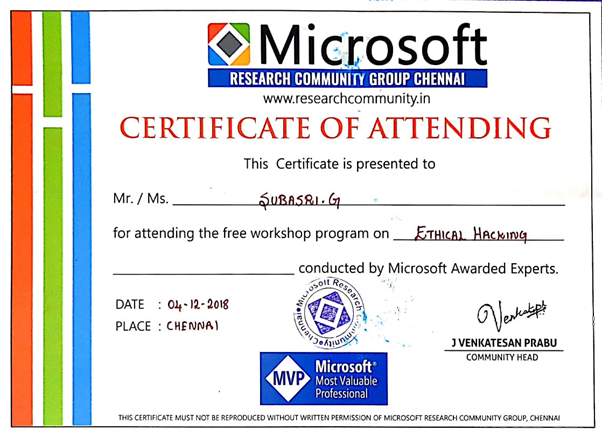 Microsoft
RESEARCH COMMUNITY GROUP CHENNAI
www.researchcommunity.in
CERTIFICATE OF ATTENDING
This Certificate is presented to
Mr. / Ms. SUBASRI.G
for attending the free workshop program on ETHICAL HACKING
conducted by Microsoft Awarded Experts.
DATE : 04-12-2018
PLACE : CHENNAI
Microsoft Research Community Chennai
Venkatesh
J VENKATESAN PRABU
COMMUNITY HEAD
MVP
Microsoft®
Most Valuable
Professional
THIS CERTIFICATE MUST NOT BE REPRODUCED WITHOUT WRITTEN PERMISSION OF MICROSOFT RESEARCH COMMUNITY GROUP, CHENNAI